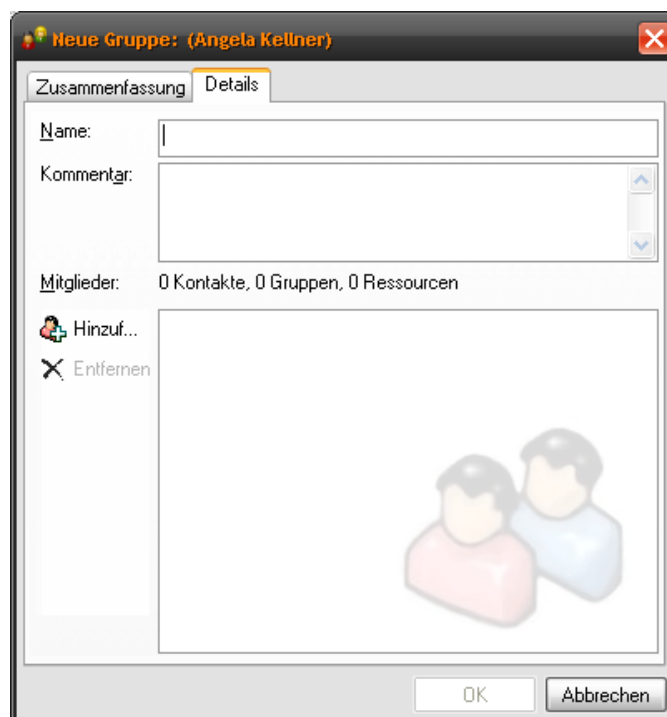 Neue Gruppe: (Angela Kellner)
Zusammenfassung Details
Name:
Kommentar:
Mitglieder: 0 Kontakte, 0 Gruppen, 0 Ressourcen
Hinzuf...
Entfernen
OK Abbrechen